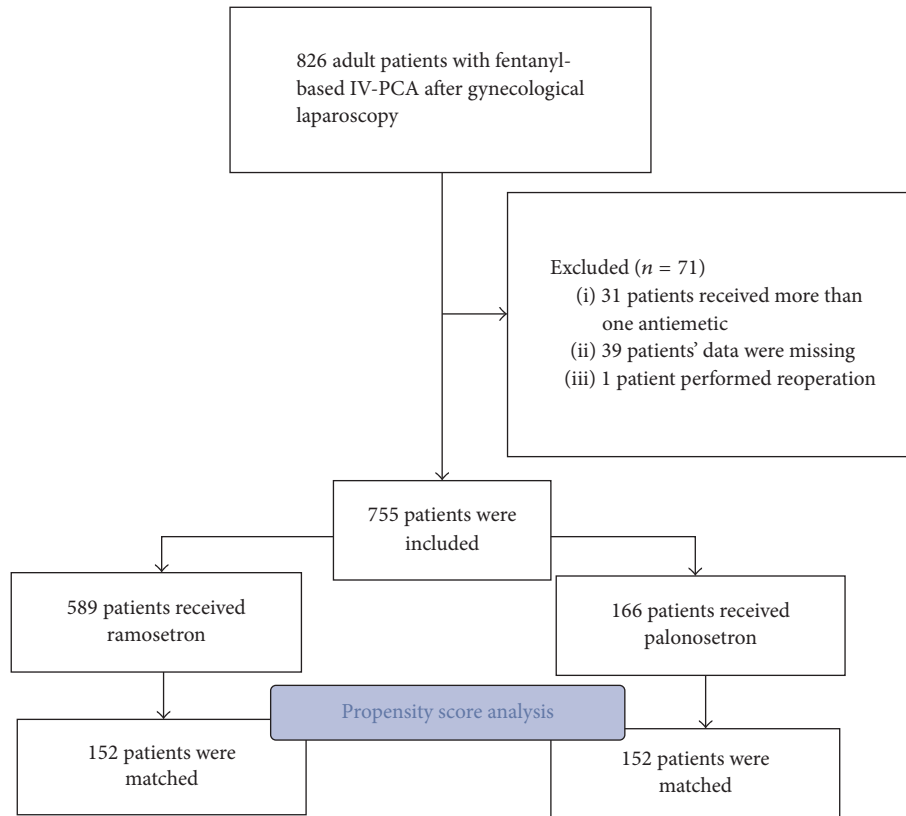 826 adult patients with fentanyl-
based IV-PCA after gynecological
laparoscopy
Excluded (n = 71)
(i) 31 patients received more than
one antiemetic
(ii) 39 patients' data were missing
(iii) 1 patient performed reoperation
755 patients were
included
589 patients received
ramosetron
166 patients received
palonosetron
Propensity score analysis
152 patients were
matched
152 patients were
matched